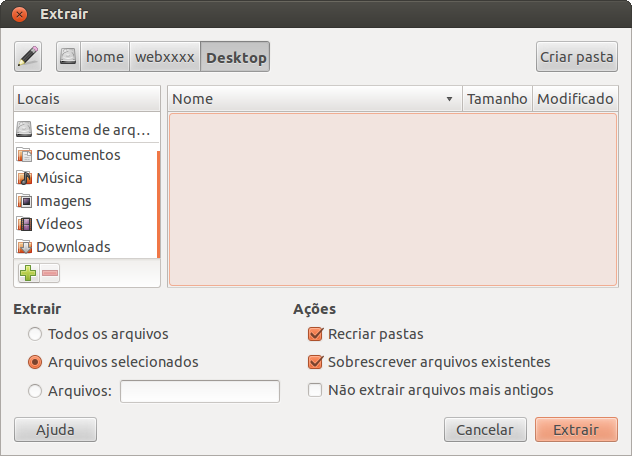 Extrair
home webxxxx Desktop Criar pasta
Locais Nome Tamanho Modificado
Sistema de arq...
Documentos
Música
Imagens
Vídeos
Downloads
Extrair Ações
Todos os arquivos Recriar pastas
Arquivos selecionados Sobrescrever arquivos existentes
Arquivos: Não extrair arquivos mais antigos
Ajuda Cancelar Extrair